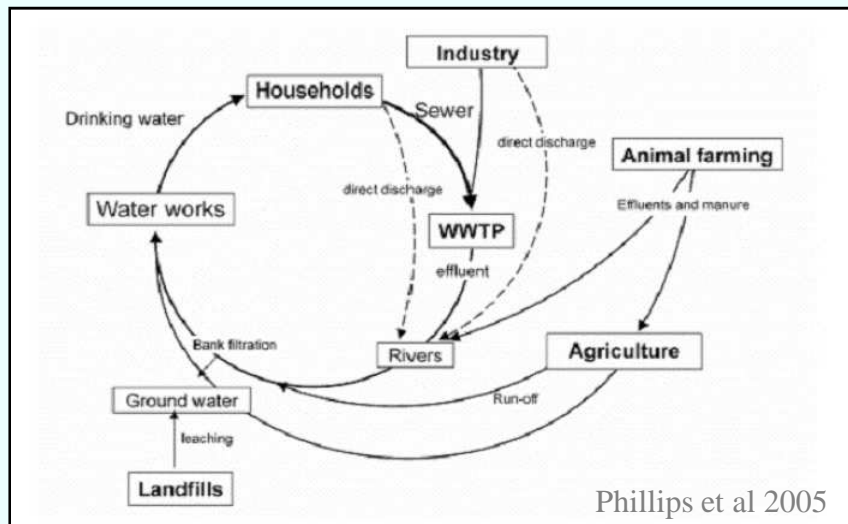 Industry
Households
Sewer
Drinking water
direct discharge
Animal farming
direct discharge
Effluents and manure
Water works
WWTP
effluent
Bank filtration
Rivers
Agriculture
Ground water
Run-off
leaching
Landfills
Phillips et al 2005